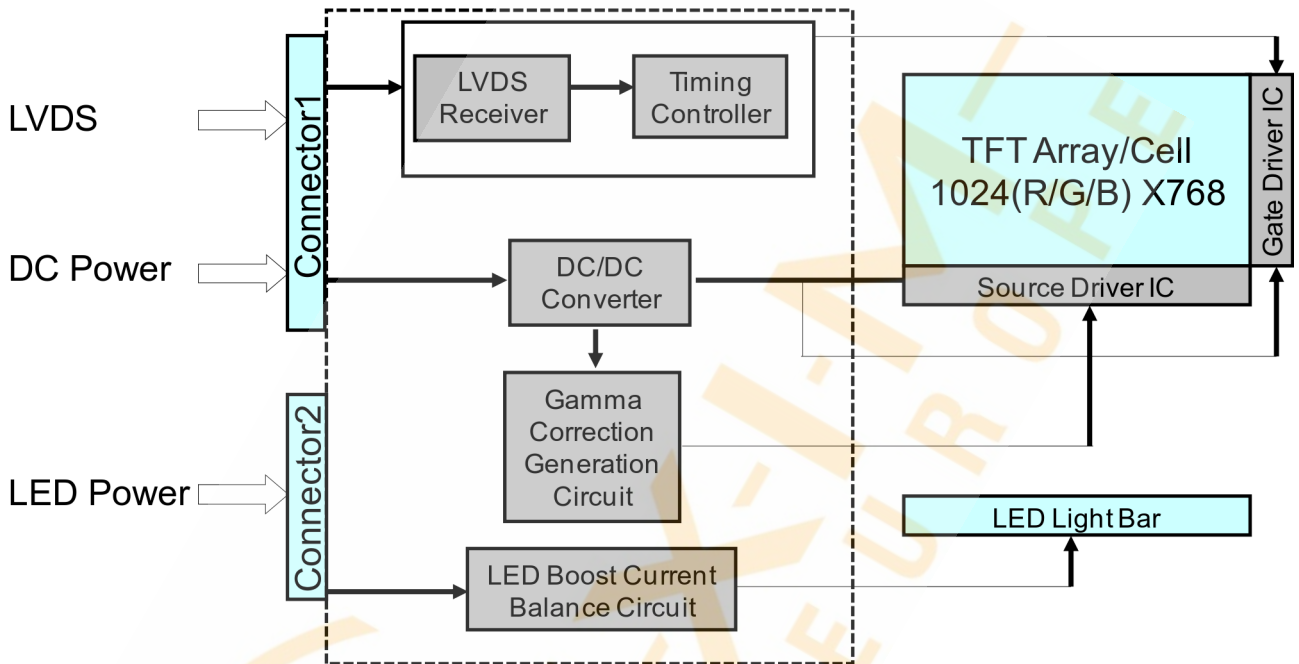 LVDS
DC Power
LED Power
Connector1
Connector2
LVDS
Receiver
Timing
Controller
DC/DC
Converter
Gamma
Correction
Generation
Circuit
LED Boost Current
Balance Circuit
TFT Array/Cell
1024(R/G/B) X768
Gate Driver IC
Source Driver IC
LED Light Bar